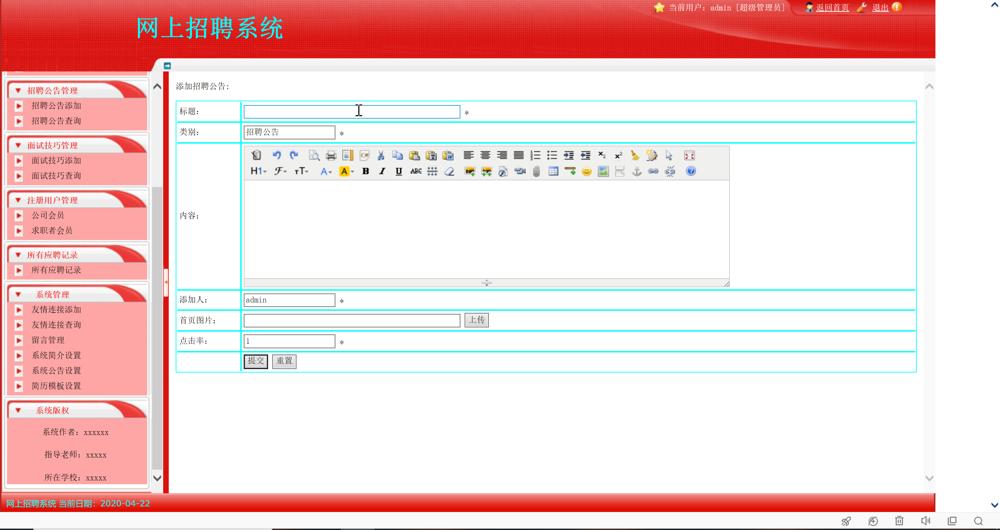 当前用户：admin [超级管理员]
返回首页
退出
网上招聘系统
招聘公告管理
招聘公告添加
招聘公告查询
面试技巧管理
面试技巧添加
面试技巧查询
注册用户管理
公司会员
求职者会员
所有应聘记录
所有应聘记录
系统管理
友情连接添加
友情连接查询
留言管理
系统简介设置
系统公告设置
简历模板设置
系统版权
系统作者：xxxxxx
指导老师：xxxxx
所在学校：xxxxx
添加招聘公告:
标题： *
类别： 招聘公告 *
内容：
添加人： admin *
首页图片： 上传
点击率： 1 *
提交 重置
网上招聘系统 当前日期：2020-04-22